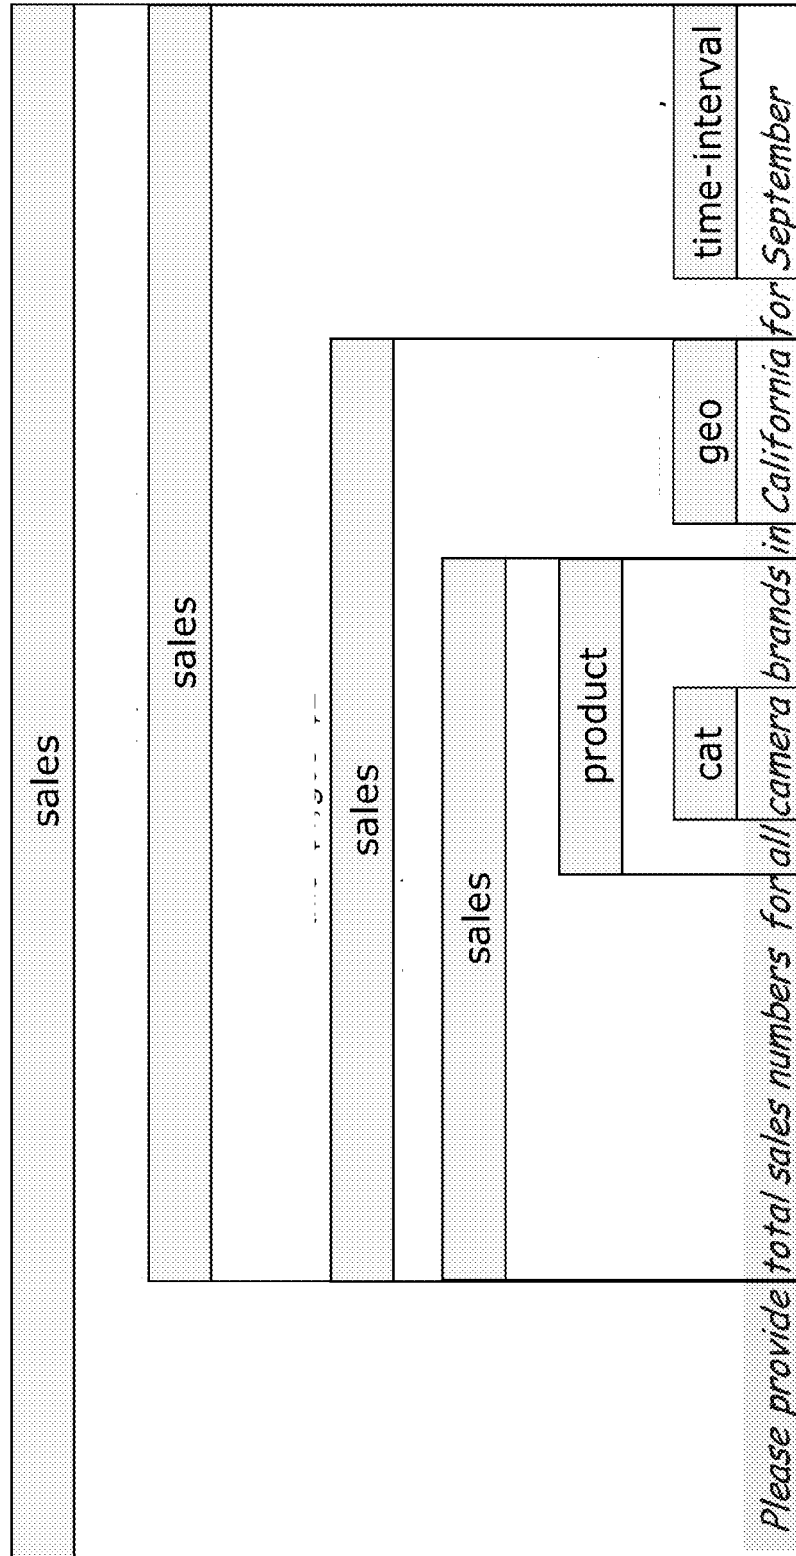 sales
sales
sales
sales
product
cat
geo
time-interval
Please provide total sales numbers for all camera brands in California for September